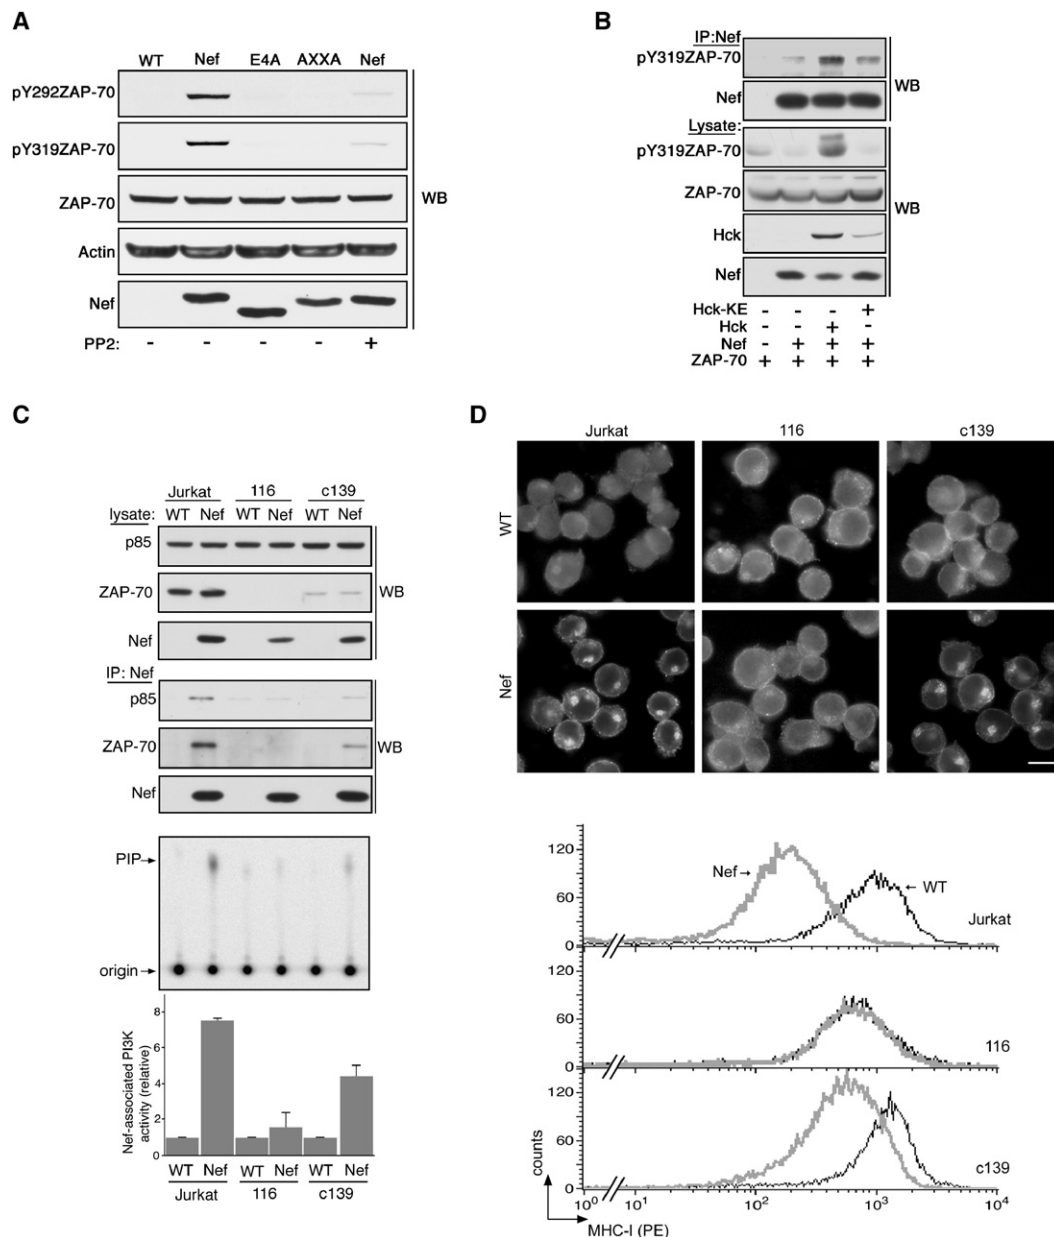 A
WT Nef E4A AXXA Nef
pY292ZAP-70
pY319ZAP-70
ZAP-70
WB
Actin
Nef
PP2: - - - - +
B
IP:Nef
pY319ZAP-70
WB
Nef
Lysate:
pY319ZAP-70
ZAP-70
WB
Hck
Nef
Hck-KE - - - +
Hck - - + -
Nef - + + +
ZAP-70 + + + +
C
Jurkat 116 c139
lysate: WT Nef WT Nef WT Nef
p85
ZAP-70 WB
Nef
IP: Nef
p85
ZAP-70 WB
Nef
PIP
origin
Nef-associated PI3K
activity (relative)
8
6
4
2
0
WT Nef WT Nef WT Nef
Jurkat 116 c139
D
Jurkat 116 c139
WT
Nef
120
60
0
Nef
WT
Jurkat
120
60
0
116
120
60
0
c139
counts
10⁰ 10¹ 10² 10³ 10⁴
MHC-I (PE)